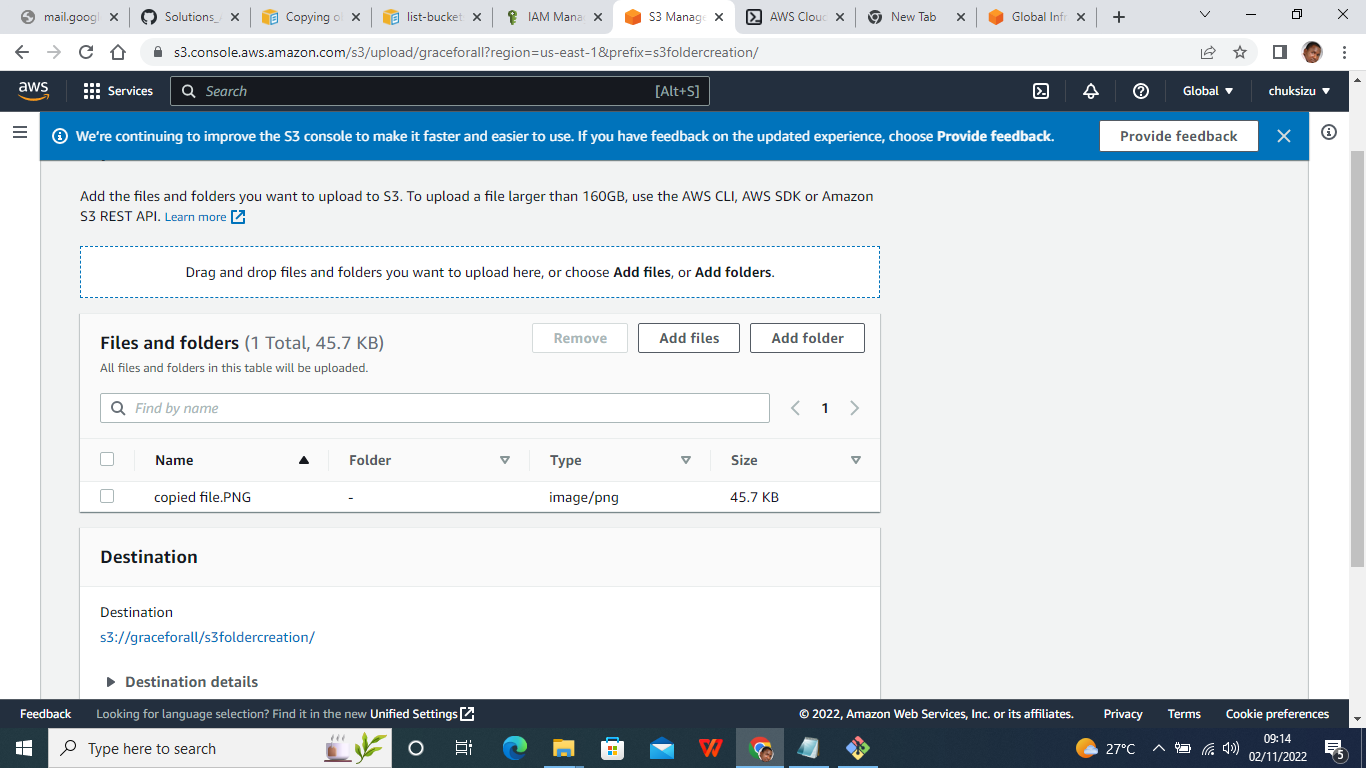 mail.googl
Solutions_A
Copying ob
list-bucket
IAM Mana
S3 Manage
AWS Cloud
New Tab
Global Infr
s3.console.aws.amazon.com/s3/upload/graceforall?region=us-east-1&prefix=s3foldercreation/
aws
Services
Search
[Alt+S]
Global
chuksizu
We're continuing to improve the S3 console to make it faster and easier to use. If you have feedback on the updated experience, choose Provide feedback.
Provide feedback
Add the files and folders you want to upload to S3. To upload a file larger than 160GB, use the AWS CLI, AWS SDK or Amazon
S3 REST API. Learn more
Drag and drop files and folders you want to upload here, or choose Add files, or Add folders.
Files and folders (1 Total, 45.7 KB)
Remove
Add files
Add folder
All files and folders in this table will be uploaded.
Find by name
1
Name
Folder
Type
Size
copied file.PNG
-
image/png
45.7 KB
Destination
Destination
s3://graceforall/s3foldercreation/
Destination details
Feedback
Looking for language selection? Find it in the new Unified Settings
© 2022, Amazon Web Services, Inc. or its affiliates.
Privacy
Terms
Cookie preferences
Type here to search
27°C
09:14
02/11/2022
5